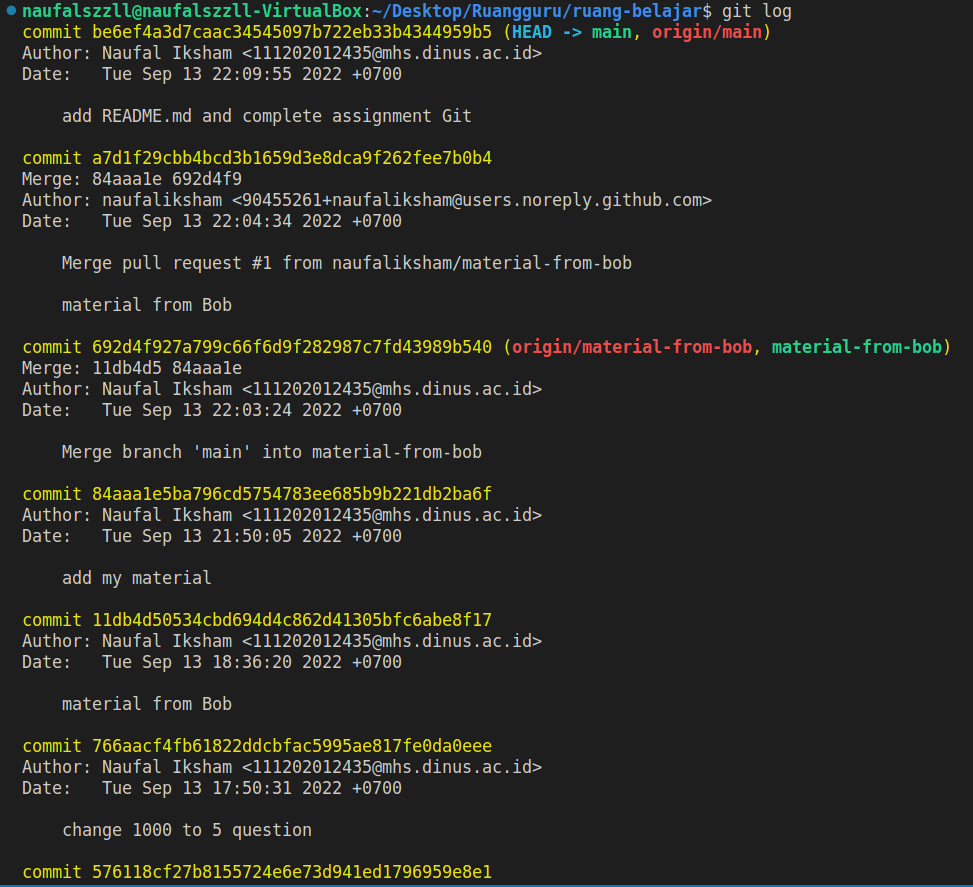 naufalszzll@naufalszzll-VirtualBox:~/Desktop/Ruangguru/ruang-belajar$ git log
commit be6ef4a3d7caac34545097b722eb33b4344959b5 (HEAD -> main, origin/main)
Author: Naufal Iksham <111202012435@mhs.dinus.ac.id>
Date:   Tue Sep 13 22:09:55 2022 +0700

    add README.md and complete assignment Git

commit a7d1f29cbb4bcd3b1659d3e8dca9f262fee7b0b4
Merge: 84aaa1e 692d4f9
Author: naufaliksham <90455261+naufaliksham@users.noreply.github.com>
Date:   Tue Sep 13 22:04:34 2022 +0700

    Merge pull request #1 from naufaliksham/material-from-bob

    material from Bob

commit 692d4f927a799c66f6d9f282987c7fd43989b540 (origin/material-from-bob, material-from-bob)
Merge: 11db4d5 84aaa1e
Author: Naufal Iksham <111202012435@mhs.dinus.ac.id>
Date:   Tue Sep 13 22:03:24 2022 +0700

    Merge branch 'main' into material-from-bob

commit 84aaa1e5ba796cd5754783ee685b9b221db2ba6f
Author: Naufal Iksham <111202012435@mhs.dinus.ac.id>
Date:   Tue Sep 13 21:50:05 2022 +0700

    add my material

commit 11db4d50534cbd694d4c862d41305bfc6abe8f17
Author: Naufal Iksham <111202012435@mhs.dinus.ac.id>
Date:   Tue Sep 13 18:36:20 2022 +0700

    material from Bob

commit 766aacf4fb61822ddcbfac5995ae817fe0da0eee
Author: Naufal Iksham <111202012435@mhs.dinus.ac.id>
Date:   Tue Sep 13 17:50:31 2022 +0700

    change 1000 to 5 question

commit 576118cf27b8155724e6e73d941ed1796959e8e1